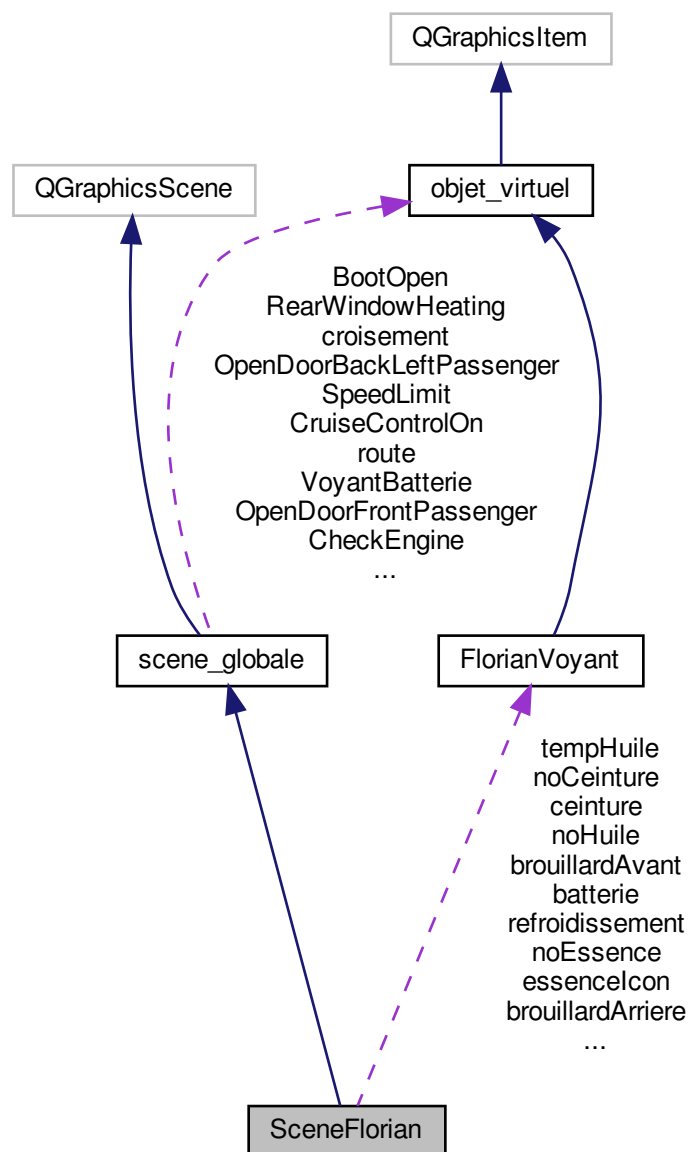 QGraphicsItem
QGraphicsScene
objet_virtuel
BootOpen
RearWindowHeating
croisement
OpenDoorBackLeftPassenger
SpeedLimit
CruiseControlOn
route
VoyantBatterie
OpenDoorFrontPassenger
CheckEngine
...
scene_globale
FlorianVoyant
tempHuile
noCeinture
ceinture
noHuile
brouillardAvant
batterie
refroidissement
noEssence
essenceIcon
brouillardArriere
...
SceneFlorian